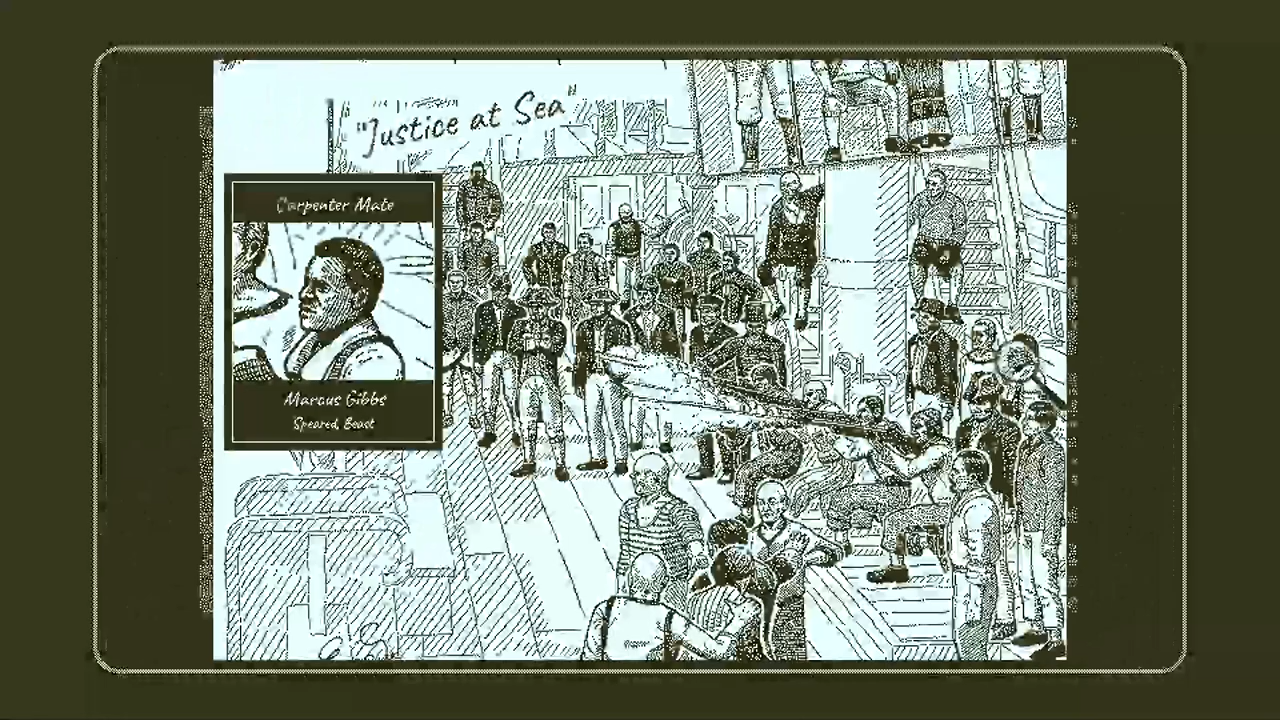 "Justice at Sea"
Carpenter Mate
Marcus Gibbs
Speared, Beast